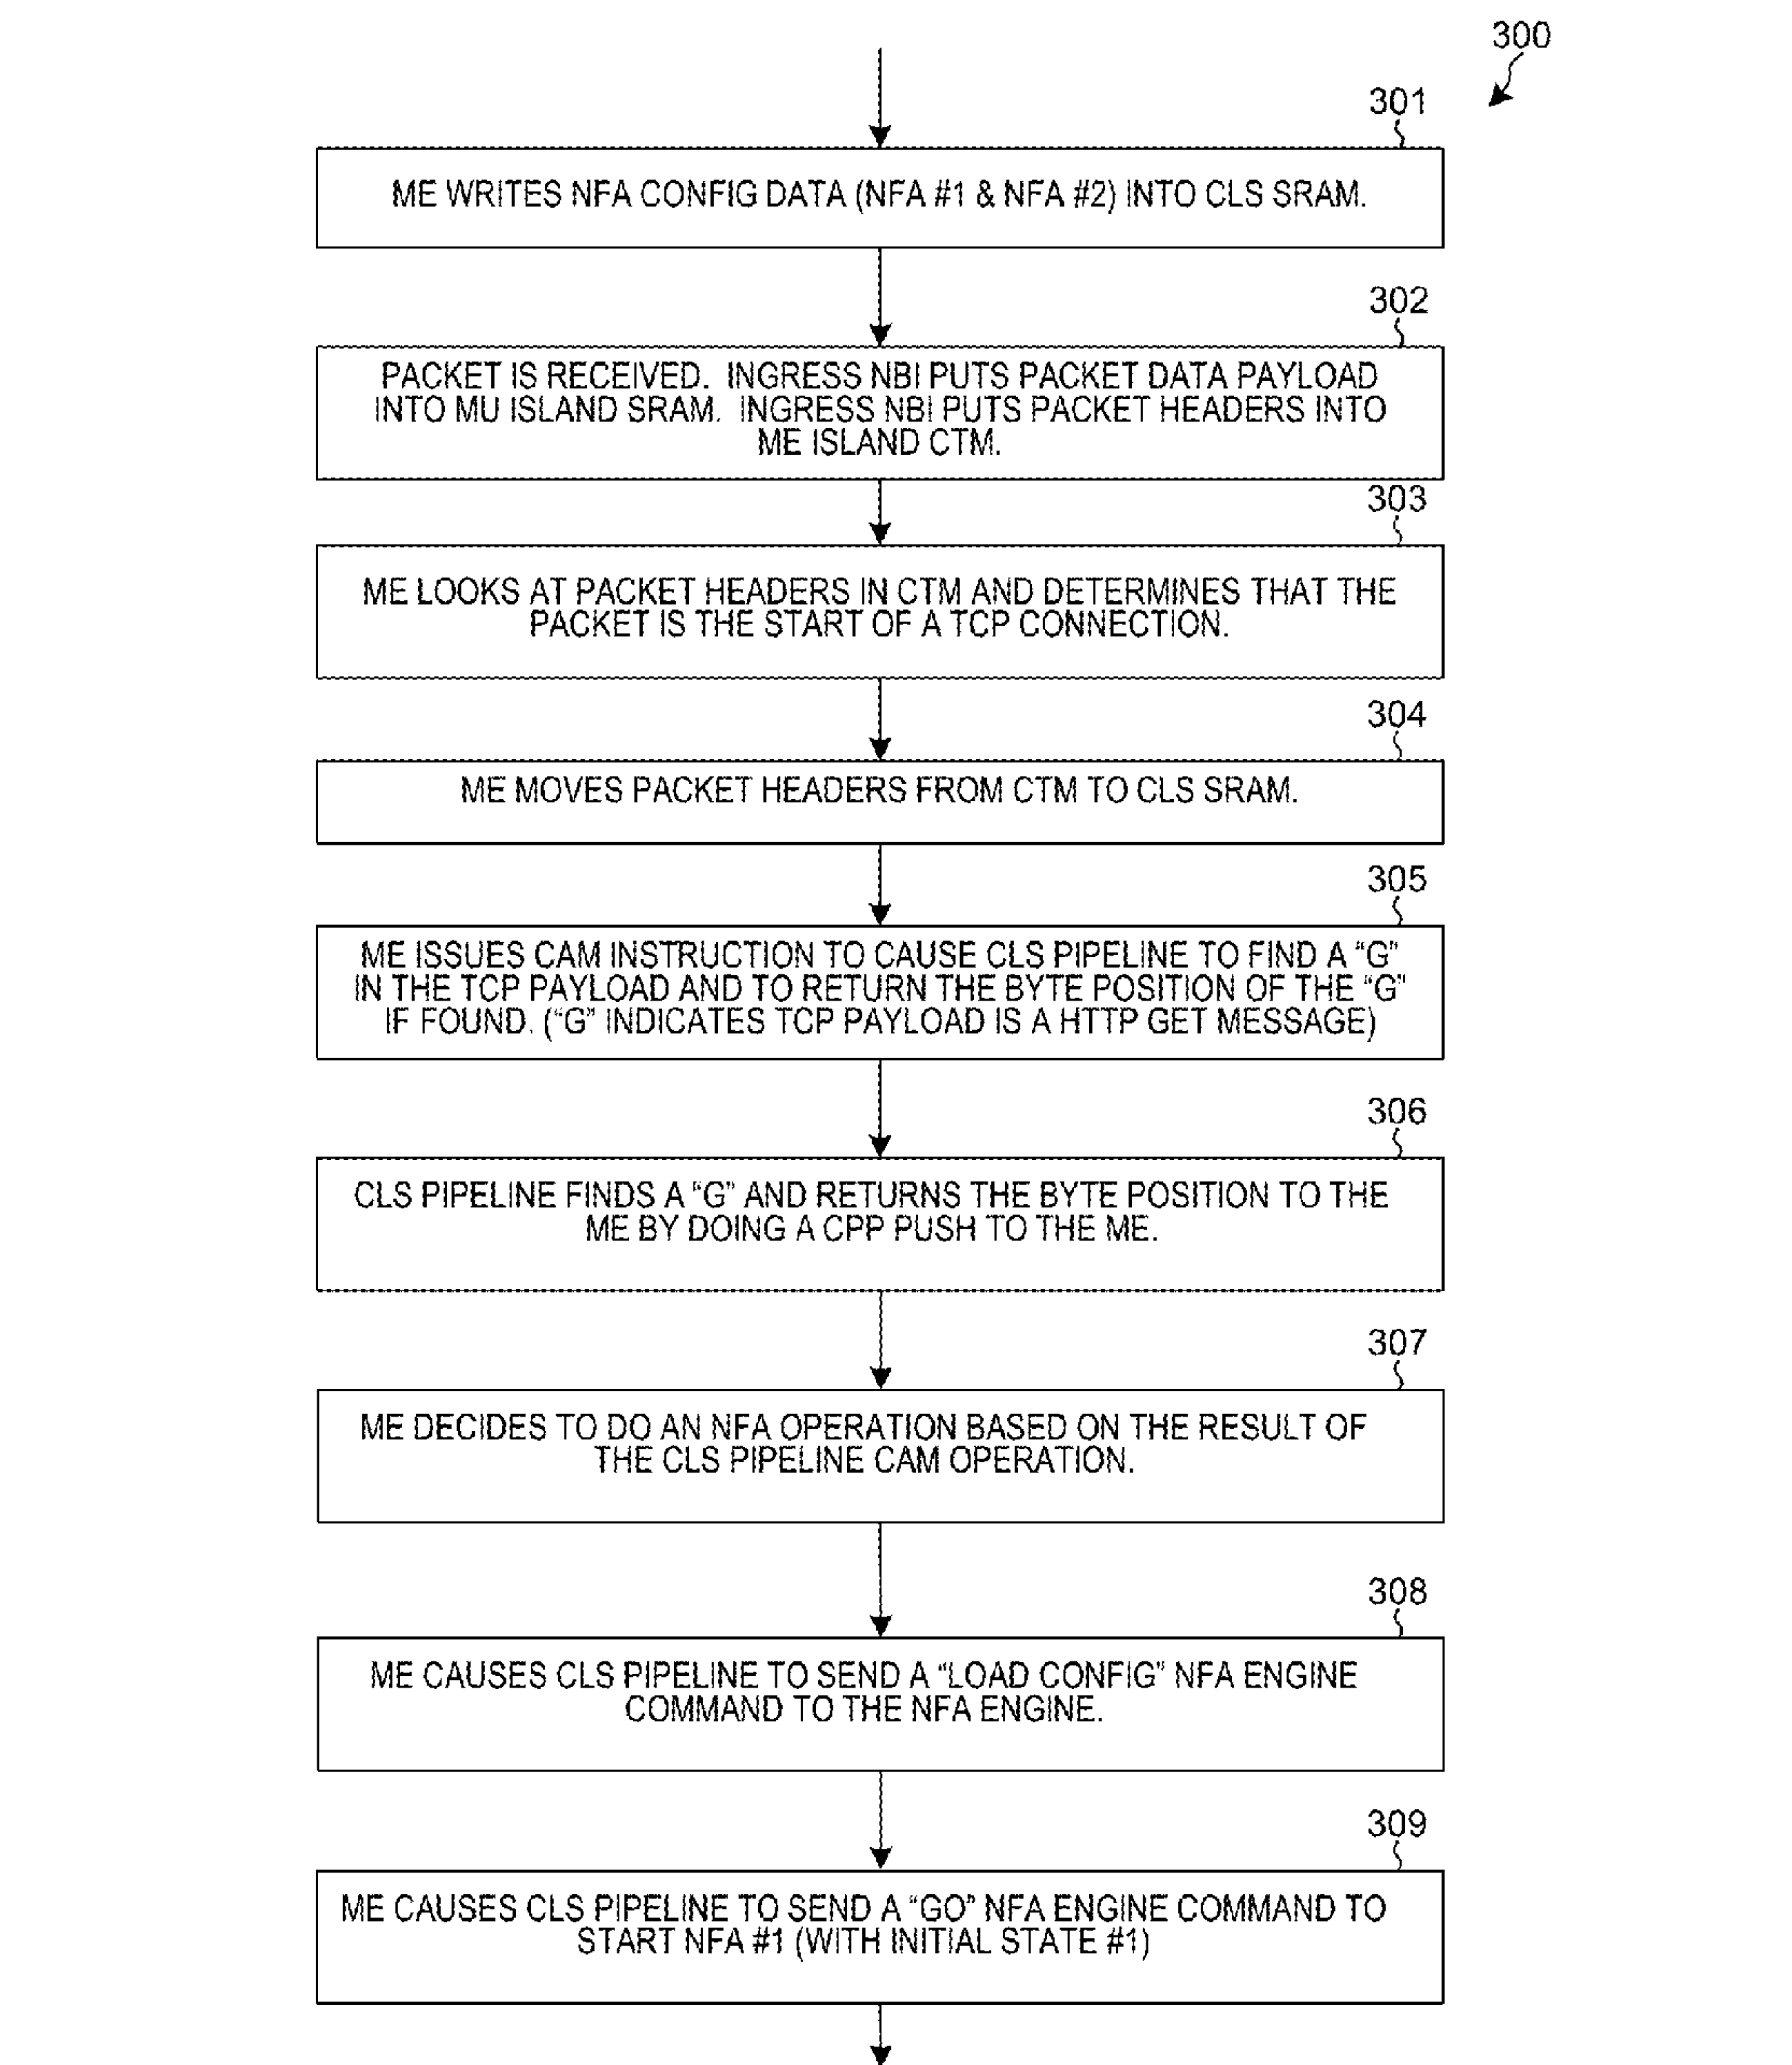 300
301
ME WRITES NFA CONFIG DATA (NFA #1 & NFA #2) INTO CLS SRAM.
302
PACKET IS RECEIVED. INGRESS NBI PUTS PACKET DATA PAYLOAD
INTO MU ISLAND SRAM. INGRESS NBI PUTS PACKET HEADERS INTO
ME ISLAND CTM.
303
ME LOOKS AT PACKET HEADERS IN CTM AND DETERMINES THAT THE
PACKET IS THE START OF A TCP CONNECTION.
304
ME MOVES PACKET HEADERS FROM CTM TO CLS SRAM.
305
ME ISSUES CAM INSTRUCTION TO CAUSE CLS PIPELINE TO FIND A “G”
IN THE TCP PAYLOAD AND TO RETURN THE BYTE POSITION OF THE “G”
IF FOUND. (“G” INDICATES TCP PAYLOAD IS A HTTP GET MESSAGE)
306
CLS PIPELINE FINDS A “G” AND RETURNS THE BYTE POSITION TO THE
ME BY DOING A CPP PUSH TO THE ME.
307
ME DECIDES TO DO AN NFA OPERATION BASED ON THE RESULT OF
THE CLS PIPELINE CAM OPERATION.
308
ME CAUSES CLS PIPELINE TO SEND A “LOAD CONFIG” NFA ENGINE
COMMAND TO THE NFA ENGINE.
309
ME CAUSES CLS PIPELINE TO SEND A “GO” NFA ENGINE COMMAND TO
START NFA #1 (WITH INITIAL STATE #1)